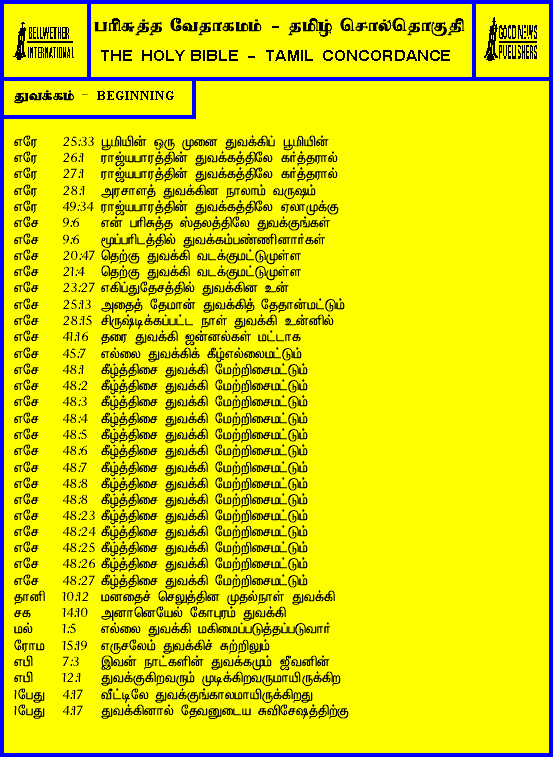 BELLWETHER
INTERNATIONAL
பரிசுத்த வேதாகமம் - தமிழ் சொல்தொகுதி
THE HOLY BIBLE - TAMIL CONCORDANCE
GOOD NEWS
PUBLISHERS
துவக்கம் - BEGINNING
எரே 25:33 பூமியின் ஒரு முனை துவக்கிப் பூமியின்
எரே 26:1 ராஜ்யபாரத்தின் துவக்கத்திலே கர்த்தரால்
எரே 27:1 ராஜ்யபாரத்தின் துவக்கத்திலே கர்த்தரால்
எரே 28:1 அரசாளத் துவக்கின நாலாம் வருஷம்
எரே 49:34 ராஜ்யபாரத்தின் துவக்கத்திலே ஏலாமுக்கு
எசே 9:6 என் பரிசுத்த ஸ்தலத்திலே துவக்குங்கள்
எசே 9:6 மூப்பரிடத்தில் துவக்கம்பண்ணினார்கள்
எசே 20:47 தெற்கு துவக்கி வடக்குமட்டுமுள்ள
எசே 21:4 தெற்கு துவக்கி வடக்குமட்டுமுள்ள
எசே 23:27 எகிப்துதேசத்தில் துவக்கின உன்
எசே 25:13 அதைத் தேமான் துவக்கித் தேதான்மட்டும்
எசே 28:15 சிருஷ்டிக்கப்பட்ட நாள் துவக்கி உன்னில்
எசே 41:16 தரை துவக்கி ஜன்னல்கள் மட்டாக
எசே 45:7 எல்லை துவக்கிக் கீழ்எல்லைமட்டும்
எசே 48:1 கீழ்த்திசை துவக்கி மேற்றிசைமட்டும்
எசே 48:2 கீழ்த்திசை துவக்கி மேற்றிசைமட்டும்
எசே 48:3 கீழ்த்திசை துவக்கி மேற்றிசைமட்டும்
எசே 48:4 கீழ்த்திசை துவக்கி மேற்றிசைமட்டும்
எசே 48:5 கீழ்த்திசை துவக்கி மேற்றிசைமட்டும்
எசே 48:6 கீழ்த்திசை துவக்கி மேற்றிசைமட்டும்
எசே 48:7 கீழ்த்திசை துவக்கி மேற்றிசைமட்டும்
எசே 48:8 கீழ்த்திசை துவக்கி மேற்றிசைமட்டும்
எசே 48:8 கீழ்த்திசை துவக்கி மேற்றிசைமட்டும்
எசே 48:23 கீழ்த்திசை துவக்கி மேற்றிசைமட்டும்
எசே 48:24 கீழ்த்திசை துவக்கி மேற்றிசைமட்டும்
எசே 48:25 கீழ்த்திசை துவக்கி மேற்றிசைமட்டும்
எசே 48:26 கீழ்த்திசை துவக்கி மேற்றிசைமட்டும்
எசே 48:27 கீழ்த்திசை துவக்கி மேற்றிசைமட்டும்
தானி 10:12 மனதைச் செலுத்தின முதல்நாள் துவக்கி
சக 14:10 அனானெயேல் கோபுரம் துவக்கி
மல் 1:5 எல்லை துவக்கி மகிமைப்படுத்தப்படுவார்
ரோம 15:19 எருசலேம் துவக்கிச் சுற்றிலும்
எபி 7:3 இவன் நாட்களின் துவக்கமும் ஜீவனின்
எபி 12:1 துவக்குகிறவரும் முடிக்கிறவருமாயிருக்கிற
1பேது 4:17 வீட்டிலே துவக்குங்காலமாயிருக்கிறது
1பேது 4:17 துவக்கினால் தேவனுடைய சுவிசேஷத்திற்கு